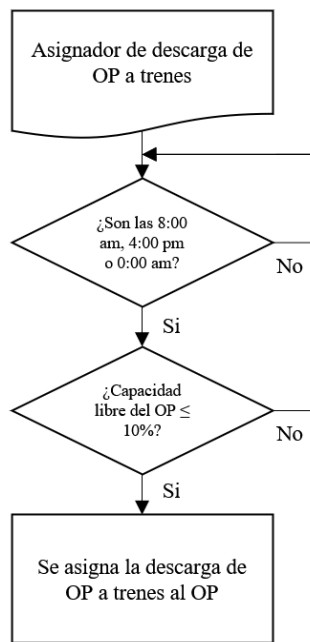 Asignador de descarga de
OP a trenes
¿Son las 8:00
am, 4:00 pm
o 0:00 am?
No
Si
¿Capacidad
libre del OP ≤
10%?
No
Si
Se asigna la descarga de
OP a trenes al OP